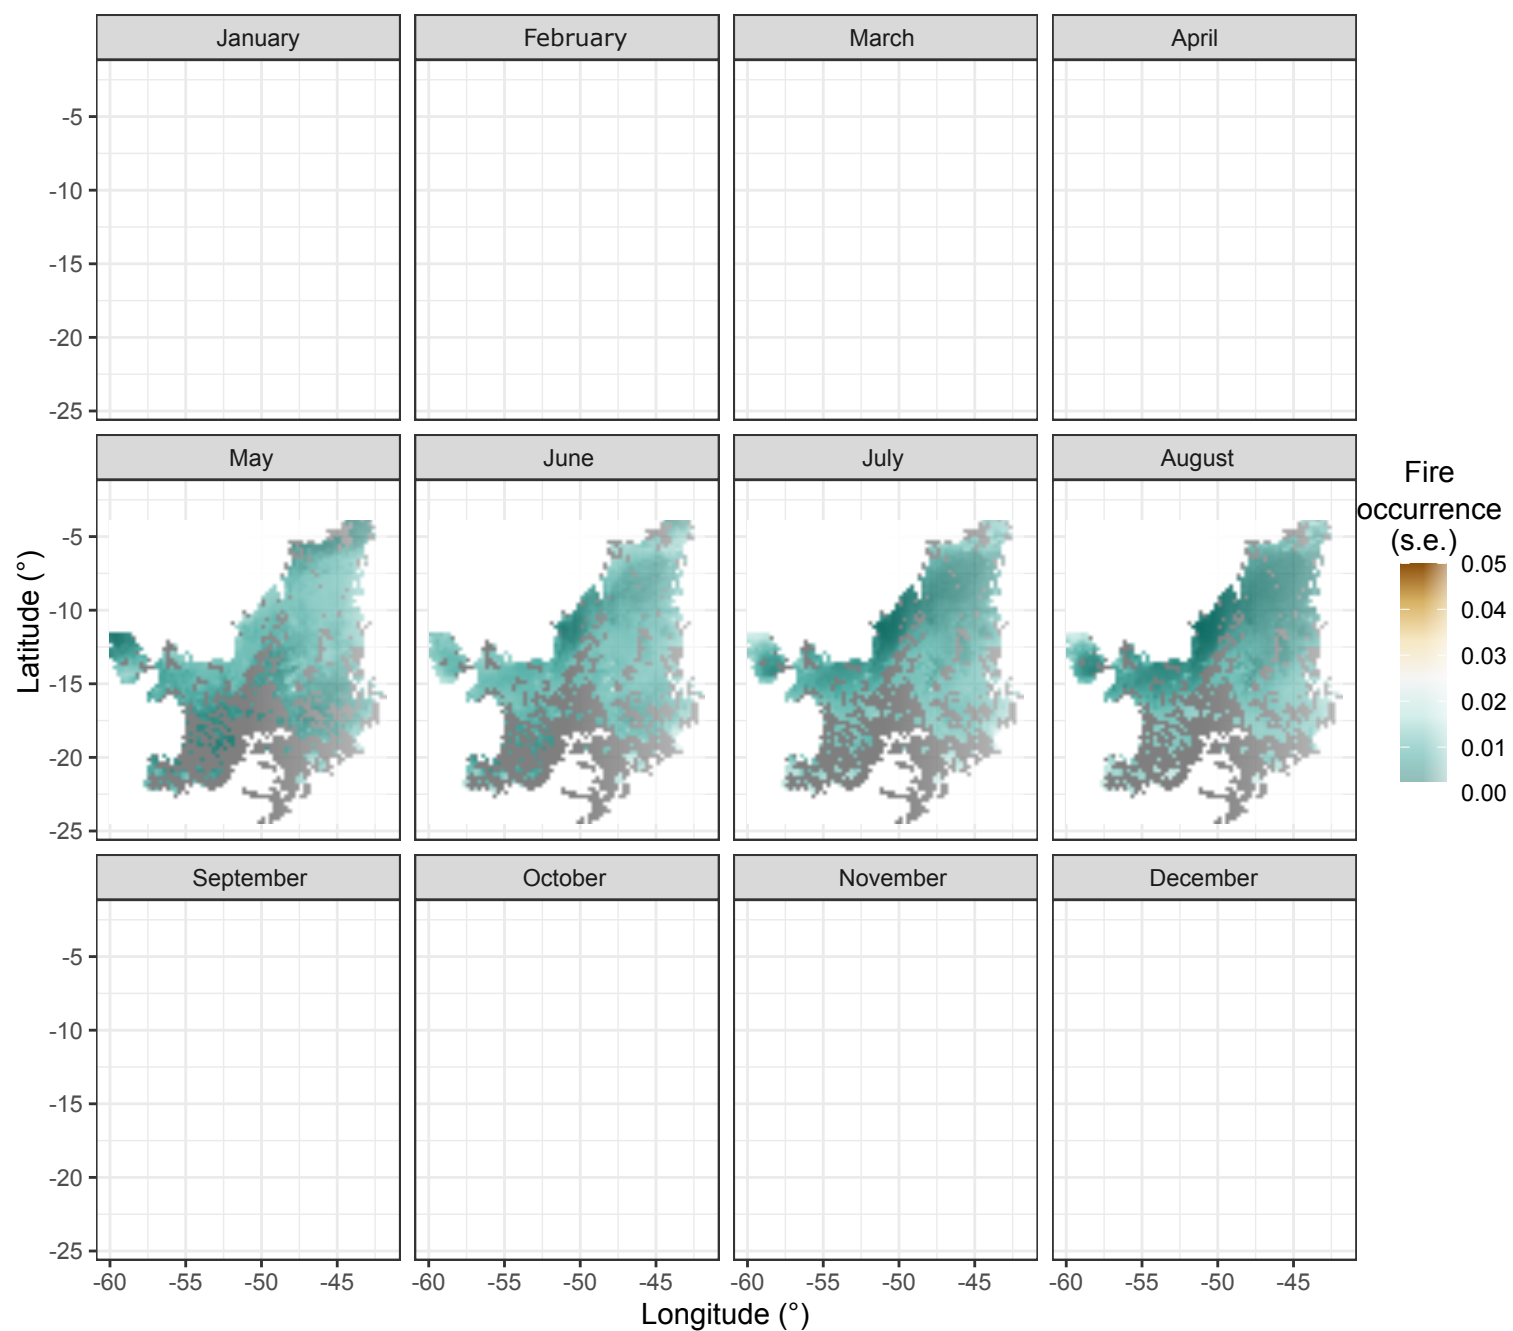 January February March April
-5
-10
-15
-20
-25
May June July August
-5
-10
-15
-20
-25
Latitude (°)
Fire
occurrence
(s.e.)
0.05
0.04
0.03
0.02
0.01
0.00
September October November December
-5
-10
-15
-20
-25
-60 -55 -50 -45 -60 -55 -50 -45 -60 -55 -50 -45 -60 -55 -50 -45
Longitude (°)